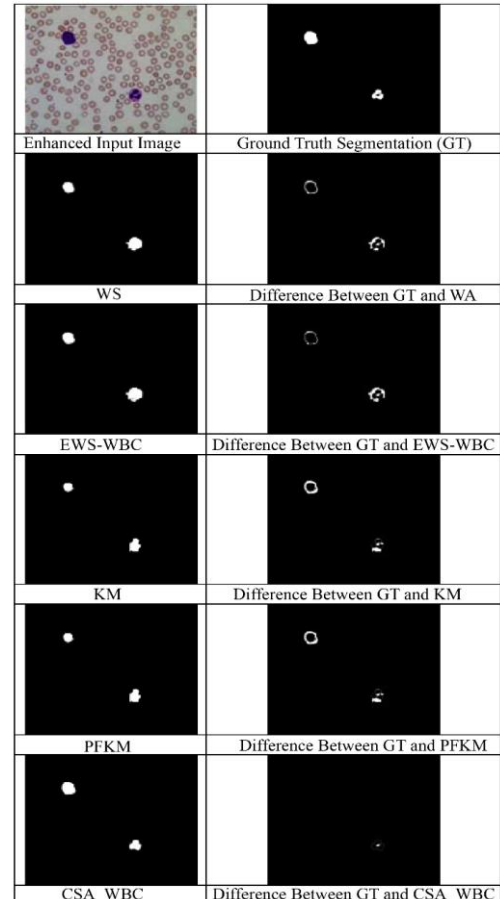 Enhanced Input Image
Ground Truth Segmentation (GT)
WS
Difference Between GT and WA
EWS-WBC
Difference Between GT and EWS-WBC
KM
Difference Between GT and KM
PFKM
Difference Between GT and PFKM
CSA_WBC
Difference Between GT and CSA_WBC